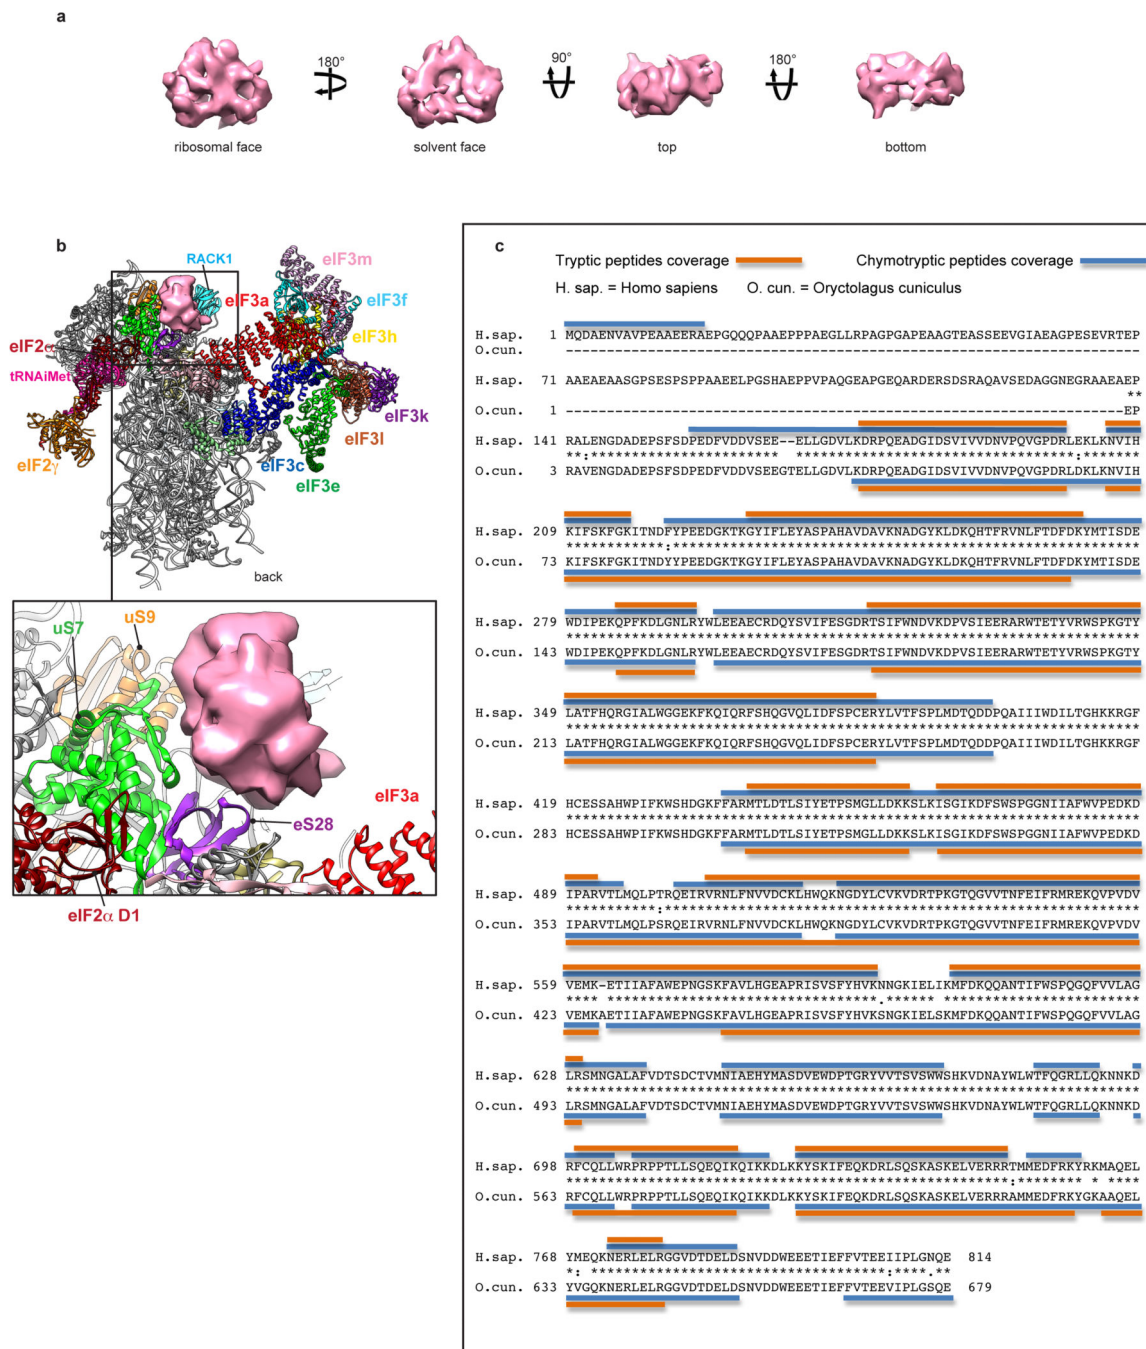 a
180°
90°
180°
ribosomal face
solvent face
top
bottom
b
RACK1
eIF3m
eIF3a
eIF3f
eIF3h
eIF2α
tRNAiMet
eIF3k
eIF3l
eIF2γ
eIF3c
eIF3e
back
uS7
uS9
eIF3a
eS28
eIF2α D1
c
Tryptic peptides coverage
Chymotryptic peptides coverage
H. sap. = Homo sapiens
O. cun. = Oryctolagus cuniculus
H.sap. 1 MQDAENVAVPEAAEERAEPGQQQPAAEPPPAEGLLRPAGPGAPEAAGTEASSEEVGIAEAGPESEVRTEP
O.cun. ----------------------------------------------------------------------
H.sap. 71 AAEAEAASGPSESPSPPAAEELPGSHAEPPVPAQGEAPGEQARDERSDSRAQAVSEDAGGNEGRAAEAEP
**
O.cun. 1 --------------------------------------------------------------------EP
H.sap. 141 RALENGDADEPSFSDPEDFVDDVSEE--ELLGDVLKDRPQEADGIDSVIVVDNVPQVGPDRLEKLKNVIH
**:*********************** ********************************:*********
O.cun. 3 RAVENGDADEPSFSDPEDFVDDVSEEGTELLGDVLKDRPQEADGIDSVIVVDNVPQVGPDRLDKLKNVIH
H.sap. 209 KIFSKFGKITNDFYPEEDGKTKGYIFLEYASPAHAVDAVKNADGYKLDKQHTFRVNLFTDFDKYMTISDE
************:*********************************************************
O.cun. 73 KIFSKFGKITNDYYPEEDGKTKGYIFLEYASPAHAVDAVKNADGYKLDKQHTFRVNLFTDFDKYMTISDE
H.sap. 279 WDIPEKQPFKDLGNLRYWLEEAECRDQYSVIFESGDRTSIFWNDVKDPVSIEERARWTETYVRWSPKGTY
**********************************************************************
O.cun. 143 WDIPEKQPFKDLGNLRYWLEEAECRDQYSVIFESGDRTSIFWNDVKDPVSIEERARWTETYVRWSPKGTY
H.sap. 349 LATFHQRGIALWGGEKFKQIQRFSHQGVQLIDFSPCERYLVTFSPLMDTQDDPQAIIIWDILTGHKKRGF
**********************************************************************
O.cun. 213 LATFHQRGIALWGGEKFKQIQRFSHQGVQLIDFSPCERYLVTFSPLMDTQDDPQAIIIWDILTGHKKRGF
H.sap. 419 HCESSAHWPIFKWSHDGKFFARMTLDTLSIYETPSMGLLDKKSLKISGIKDFSWSPGGNIIAFWVPEDKD
**********************************************************************
O.cun. 283 HCESSAHWPIFKWSHDGKFFARMTLDTLSIYETPSMGLLDKKSLKISGIKDFSWSPGGNIIAFWVPEDKD
H.sap. 489 IPARVTLMQLPTRQEIRVRNLFNVVDCKLHWQKNGDYLCVKVDRTPKGTQGVVTNFEIFRMREKQVPVDV
***********:**********************************************************
O.cun. 353 IPARVTLMQLPSRQEIRVRNLFNVVDCKLHWQKNGDYLCVKVDRTPKGTQGVVTNFEIFRMREKQVPVDV
H.sap. 559 VEMK-ETIIAFAWEPNGSKFAVLHGEAPRISVSFYHVKNNGKIELIKMFDKQQANTIFWSPQGQFVVLAG
**** *********************************.****** ************************
O.cun. 423 VEMKAETIIAFAWEPNGSKFAVLHGEAPRISVSFYHVKSNGKIELSKMFDKQQANTIFWSPQGQFVVLAG
H.sap. 628 LRSMNGALAFVDTSDCTVMNIAEHYMASDVEWDPTGRYVVTSVSWWSHKVDNAYWLWTFQGRLLQKNNKD
**********************************************************************
O.cun. 493 LRSMNGALAFVDTSDCTVMNIAEHYMASDVEWDPTGRYVVTSVSWWSHKVDNAYWLWTFQGRLLQKNNKD
H.sap. 698 RFCQLLWRPRPPTLLSQEQIKQIKKDLKKYSKIFEQKDRLSQSKASKELVERRRTMMEDFRKYRKMAQEL
******************************************************:******** * ****
O.cun. 563 RFCQLLWRPRPPTLLSQEQIKQIKKDLKKYSKIFEQKDRLSQSKASKELVERRRAMMEDFRKYGKAAQEL
H.sap. 768 YMEQKNERLELRGGVDTDELDSNVDDWEEETIEFFVTEEIIPLGNQE 814
*:*************************************:****.**
O.cun. 633 YVGQKNERLELRGGVDTDELDSNVDDWEEETIEFFVTEEVIPLGSQE 679